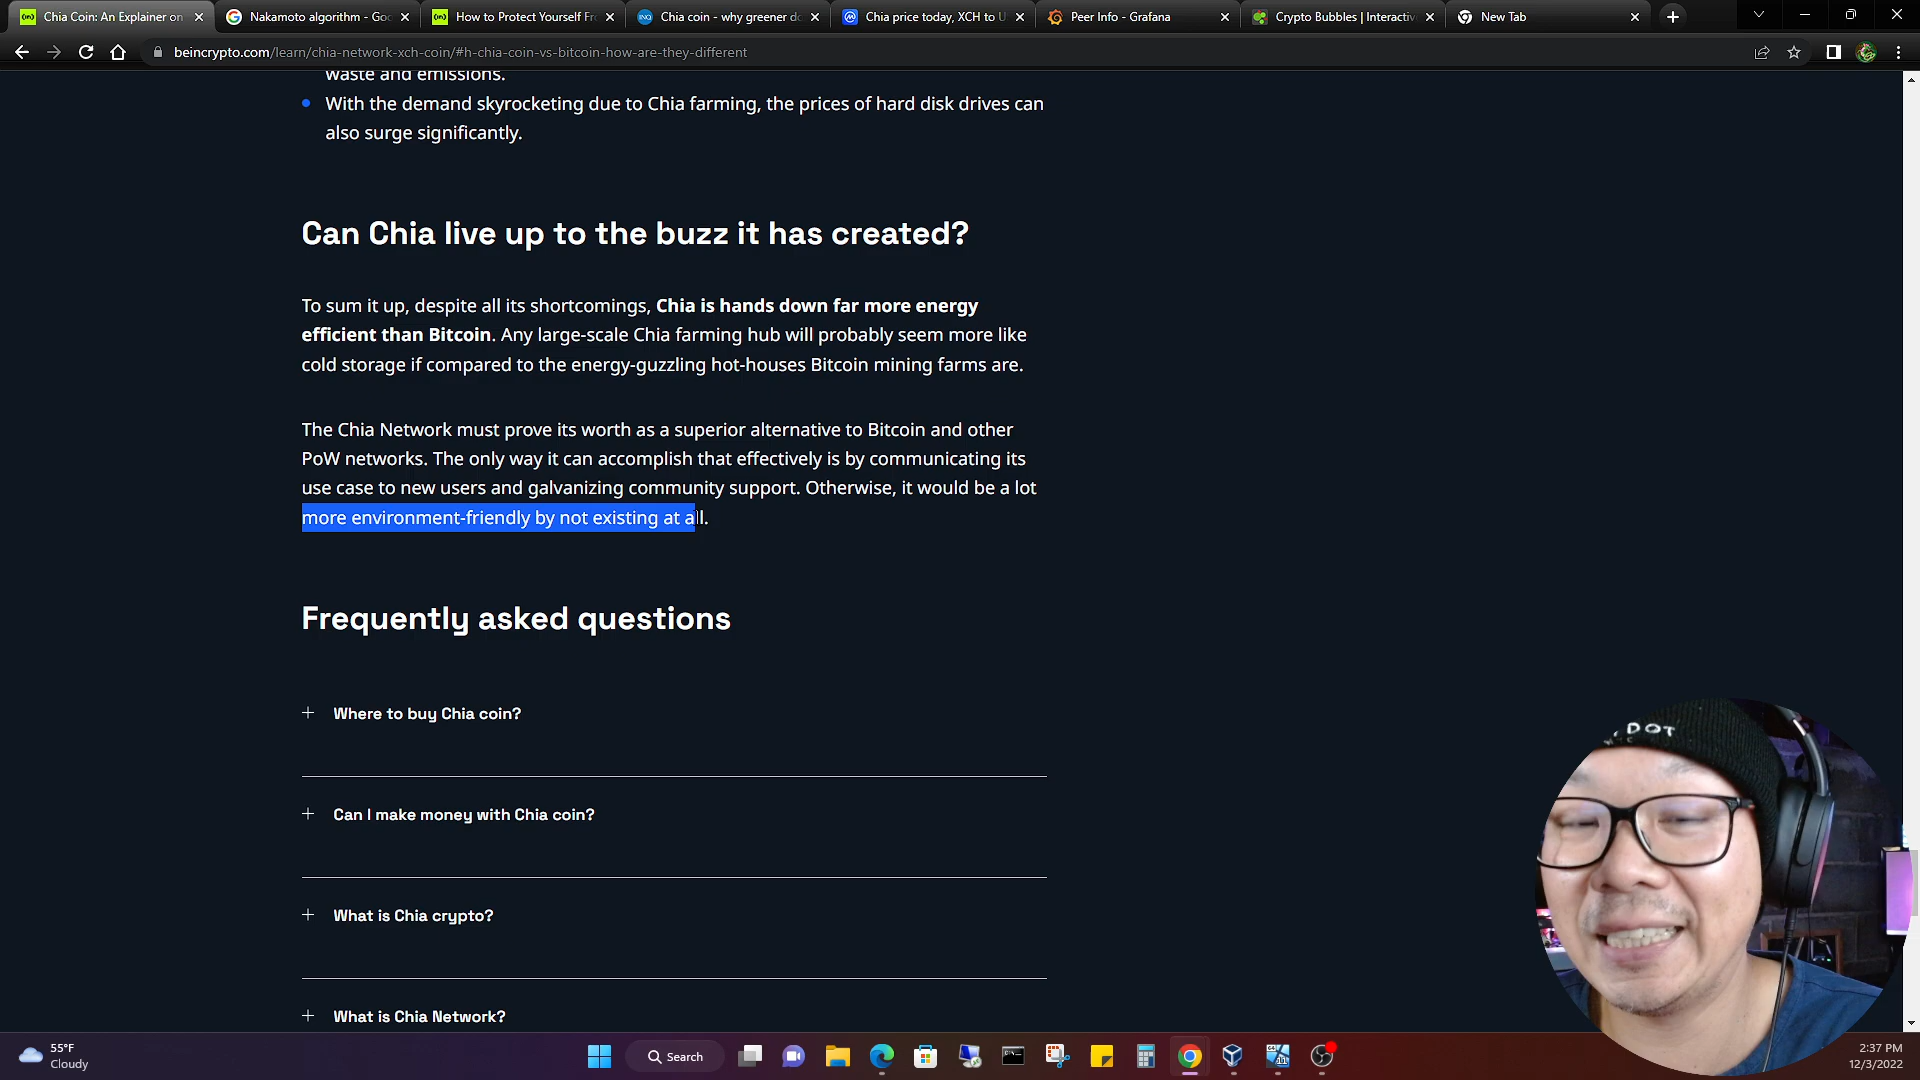 Chia Coin: An Explainer on
Nakamoto algorithm - Goo
How to Protect Yourself Fr
Chia coin - why greener do
Chia price today, XCH to U
Peer Info - Grafana
Crypto Bubbles | Interactiv
New Tab
beincrypto.com/learn/chia-network-xch-coin/#h-chia-coin-vs-bitcoin-how-are-they-different
waste and emissions.
With the demand skyrocketing due to Chia farming, the prices of hard disk drives can
also surge significantly.
Can Chia live up to the buzz it has created?
To sum it up, despite all its shortcomings, Chia is hands down far more energy
efficient than Bitcoin. Any large-scale Chia farming hub will probably seem more like
cold storage if compared to the energy-guzzling hot-houses Bitcoin mining farms are.
The Chia Network must prove its worth as a superior alternative to Bitcoin and other
PoW networks. The only way it can accomplish that effectively is by communicating its
use case to new users and galvanizing community support. Otherwise, it would be a lot
more environment-friendly by not existing at all.
Frequently asked questions
Where to buy Chia coin?
Can I make money with Chia coin?
What is Chia crypto?
What is Chia Network?
DOT
55°F
Cloudy
Search
2:37 PM
12/3/2022